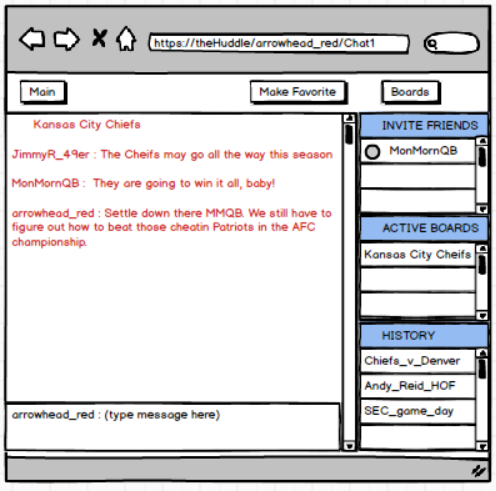 https://theHuddle/arrowhead_red/Chat1
Main
Make Favorite
Boards
Kansas City Chiefs
JimmyR_49er : The Cheifs may go all the way this season
MonMornQB : They are going to win it all, baby!
arrowhead_red : Settle down there MMQB. We still have to
figure out how to beat those cheatin Patriots in the AFC
championship.
arrowhead_red : (type message here)
INVITE FRIENDS
MonMornQB
ACTIVE BOARDS
Kansas City Cheifs
HISTORY
Chiefs_v_Denver
Andy_Reid_HOF
SEC_game_day